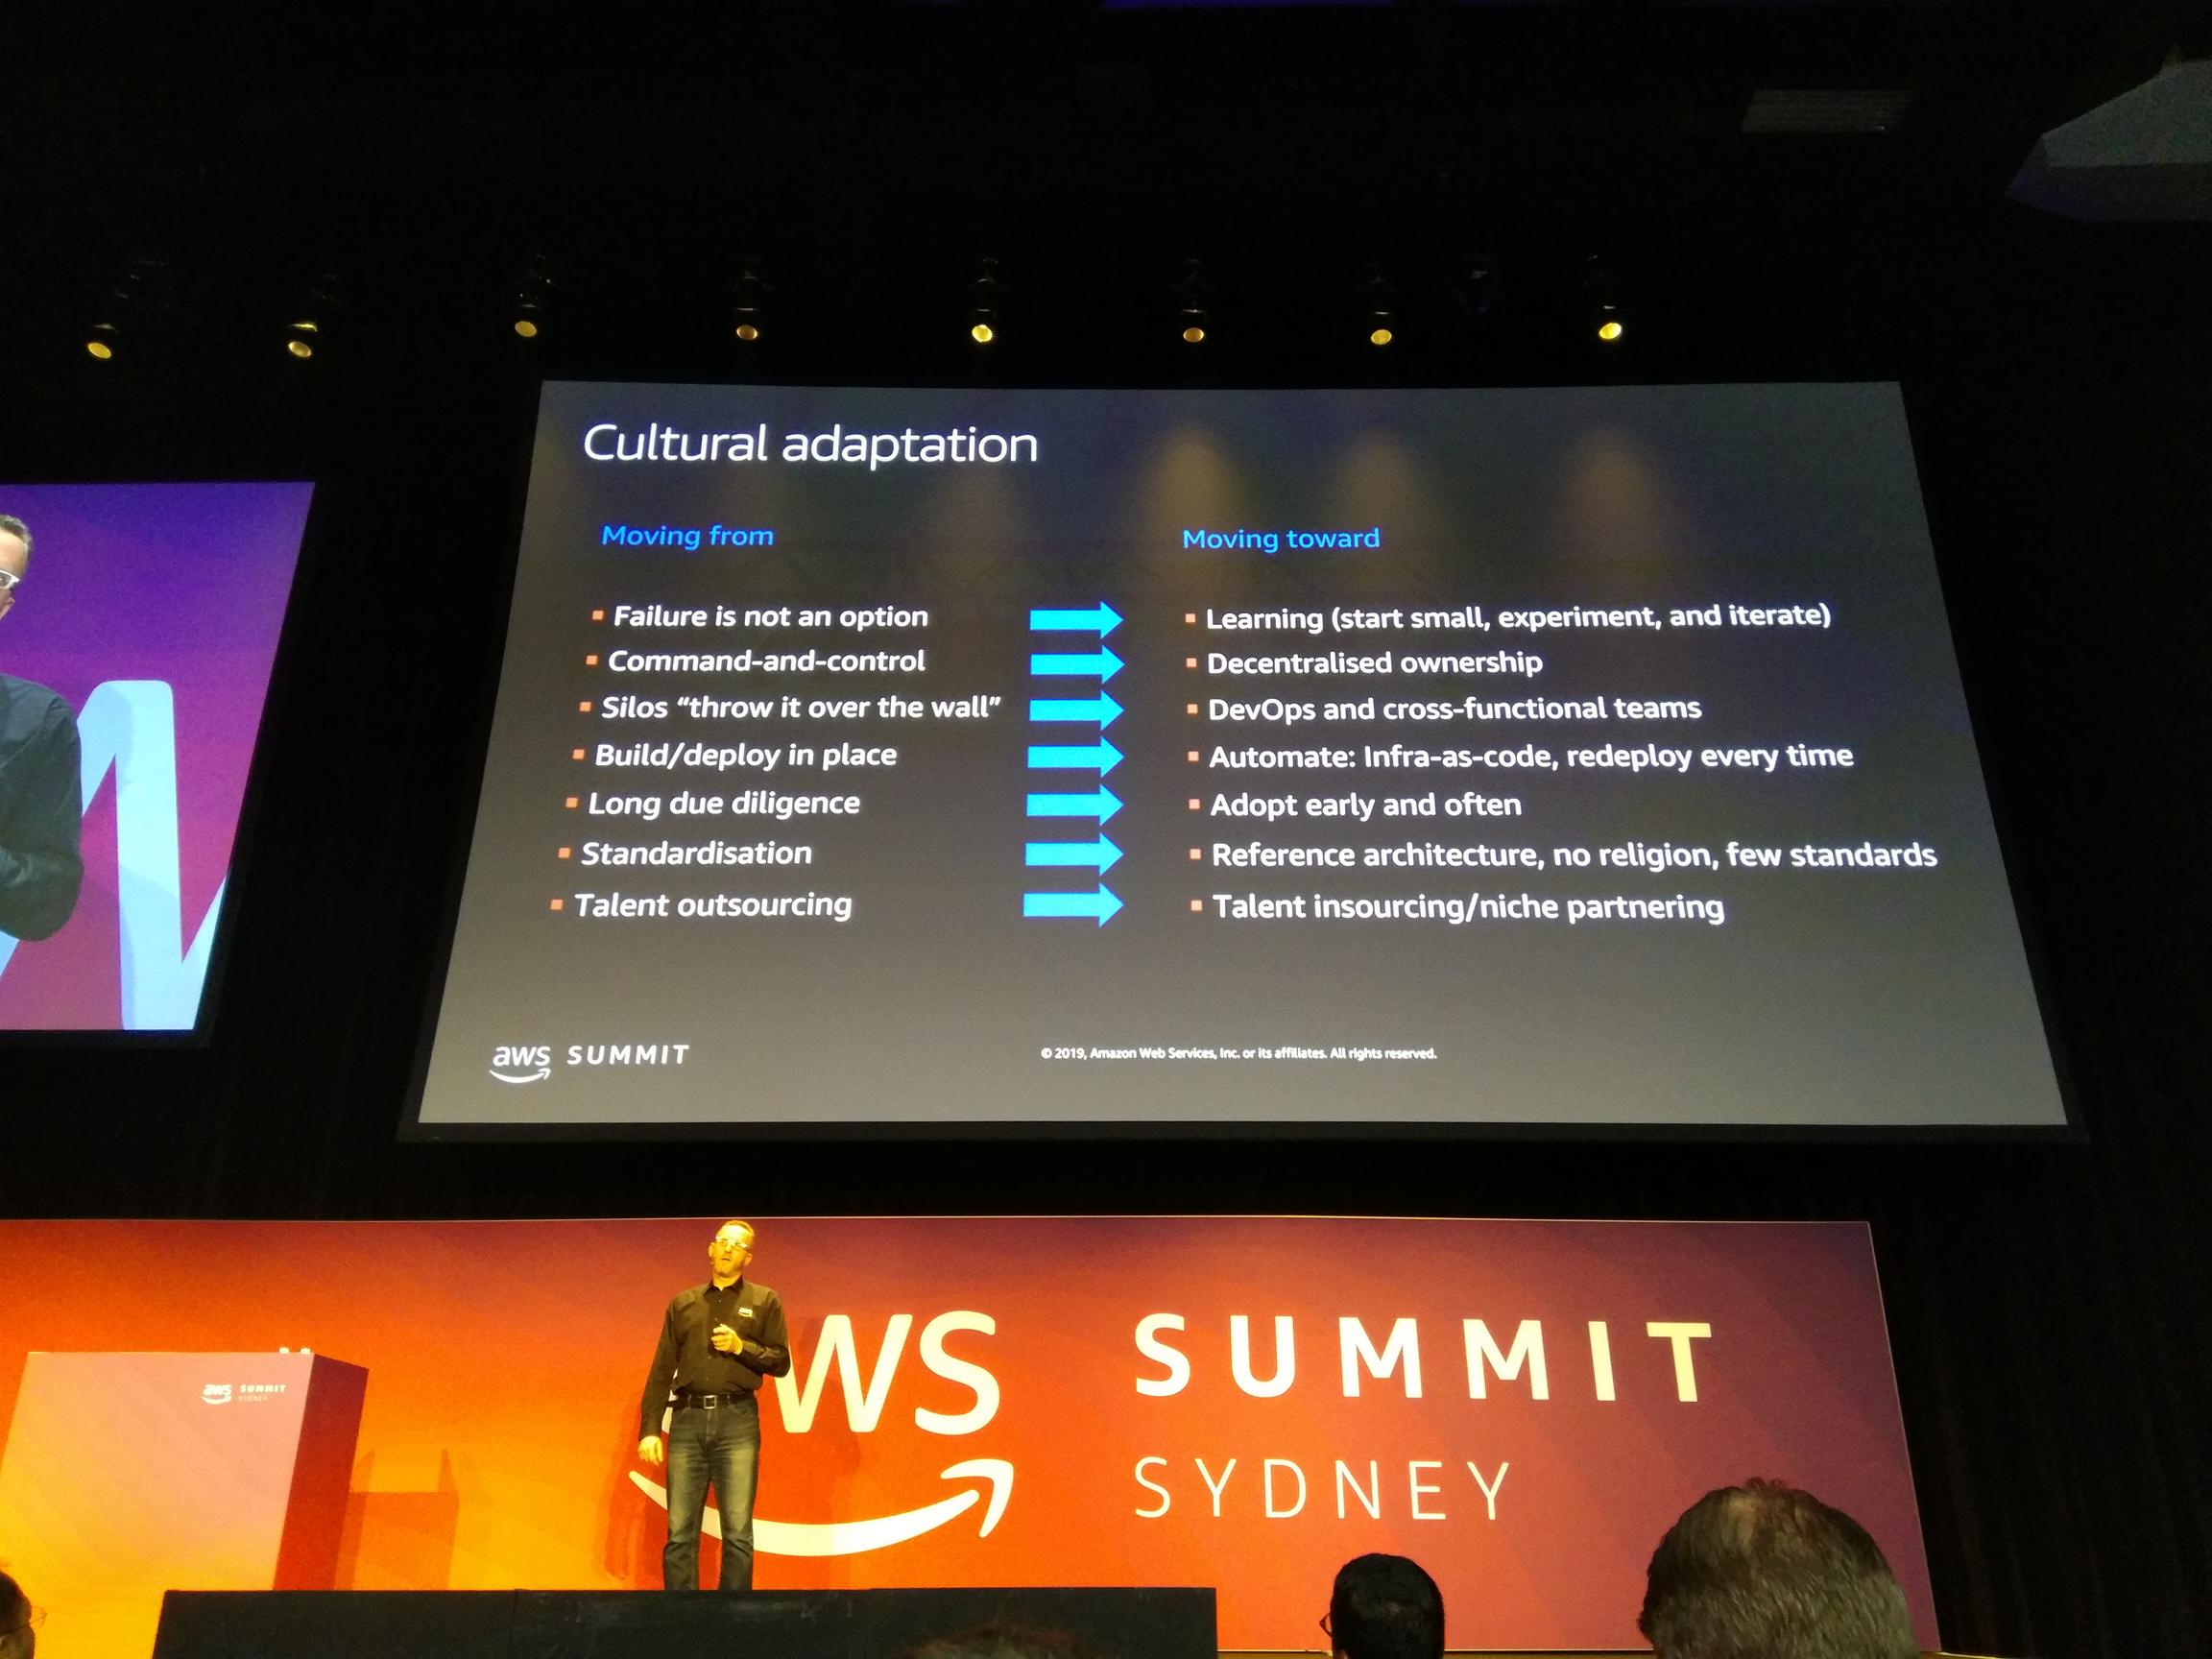 Cultural adaptation
Moving from
Moving toward
Failure is not an option
Learning (start small, experiment, and iterate)
Command-and-control
Decentralised ownership
Silos “throw it over the wall”
DevOps and cross-functional teams
Build/deploy in place
Automate: Infra-as-code, redeploy every time
Long due diligence
Adopt early and often
Standardisation
Reference architecture, no religion, few standards
Talent outsourcing
Talent insourcing/niche partnering
aws SUMMIT
© 2019, Amazon Web Services, Inc. or its affiliates. All rights reserved.
aws SUMMIT
SYDNEY
aws SUMMIT
SYDNEY